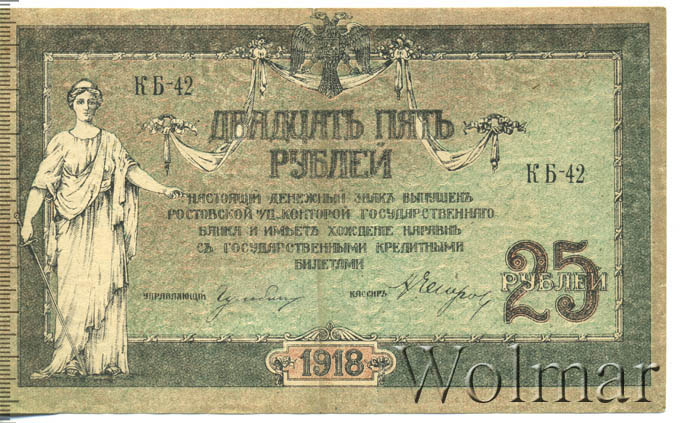 КБ-42
ДВАДЦАТЬ ПЯТЬ
РУБЛЕЙ
КБ-42
НАСТОЯЩІЙ ДЕНЕЖНЫЙ ЗНАКЪ ВЫПУЩЕНЪ
РОСТОВСКОЙ Н/Д. КОНТОРОЙ ГОСУДАРСТВЕННАГО
БАНКА И ИМѢЕТЪ ХОЖДЕНІЕ НАРАВНѢ
СЪ ГОСУДАРСТВЕННЫМИ КРЕДИТНЫМИ
БИЛЕТАМИ
25 РУБЛЕЙ
УПРАВЛЯЮЩІЙ
КАССИРЪ
1918
Wolmar